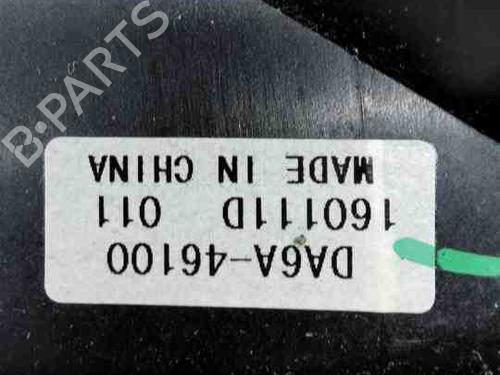 DA6A-46100
160111D 011
MADE IN CHINA
B-PARTS